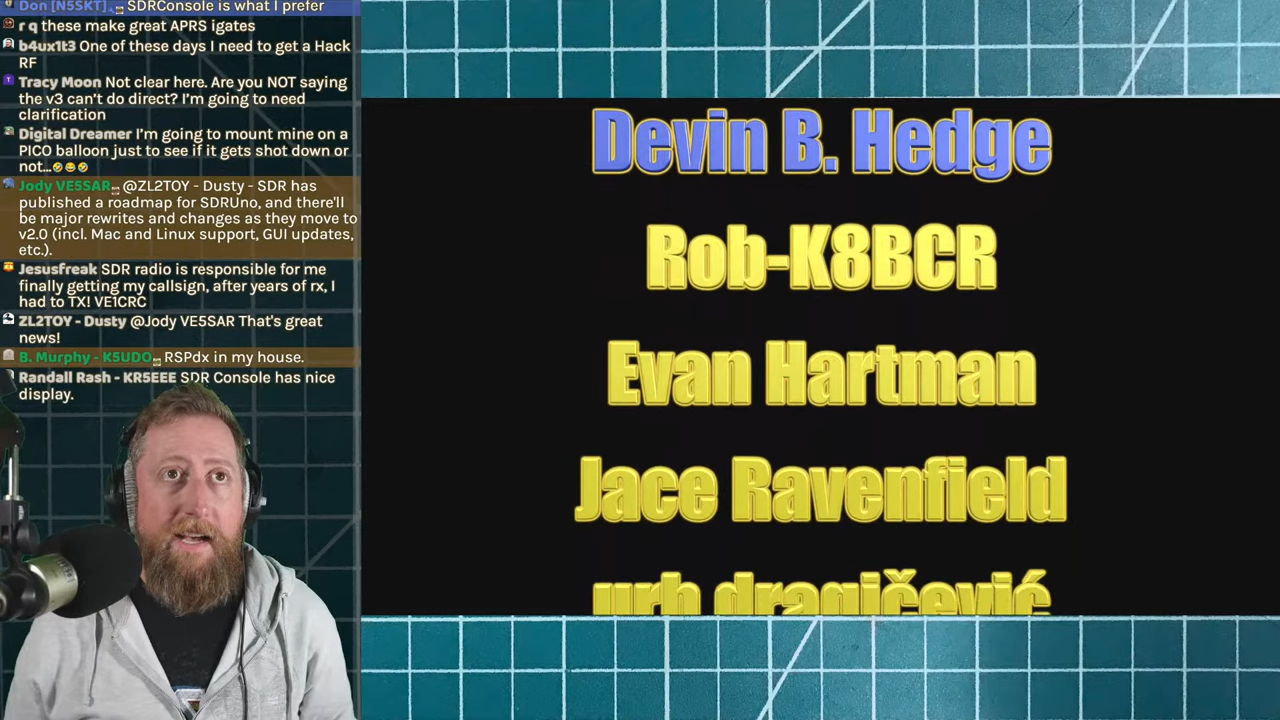 Don [N5SKT] SDRConsole is what I prefer
r q these make great APRS igates
b4ux1t3 One of these days I need to get a Hack
RF
Tracy Moon Not clear here. Are you NOT saying
the v3 can't do direct? I'm going to need
clarification
Digital Dreamer I'm going to mount mine on a
PICO balloon just to see if it gets shot down or
not...🤣😂🤣
Jody VE5SAR @ZL2TOY - Dusty - SDR has
published a roadmap for SDRUno, and there'll
be major rewrites and changes as they move to
v2.0 (incl. Mac and Linux support, GUI updates,
etc.).
Jesusfreak SDR radio is responsible for me
finally getting my callsign, after years of rx, I
had to TX! VE1CRC
ZL2TOY - Dusty @Jody VE5SAR That's great
news!
B. Murphy - K5UDO RSPdx in my house.
Randall Rash - KR5EEE SDR Console has nice
display.
Devin B. Hedge
Rob-K8BCR
Evan Hartman
Jace Ravenfield
urh dragičević